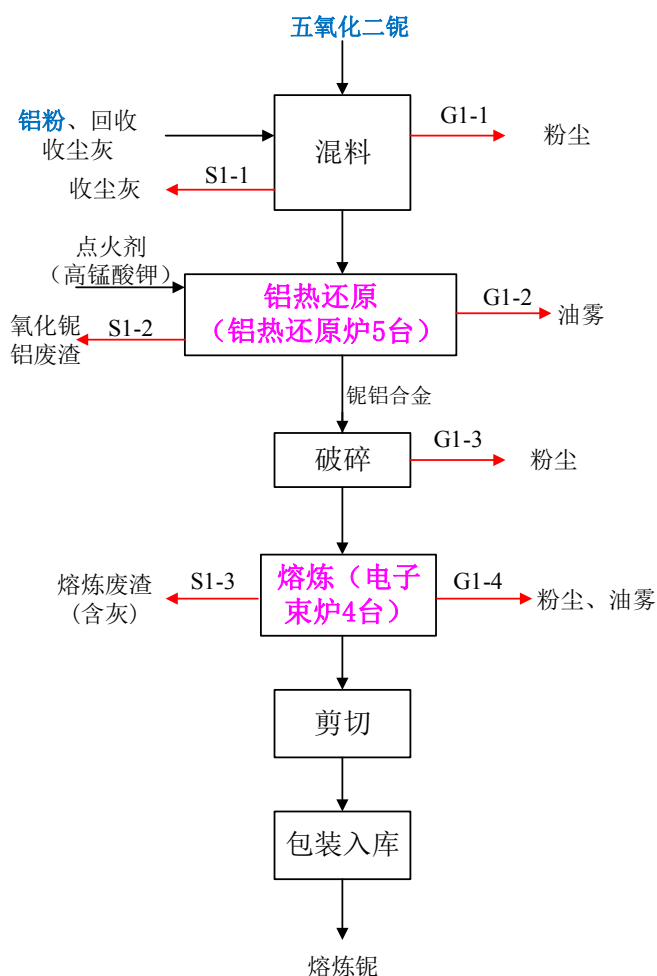 五氧化二铌
铝粉、回收
收尘灰
G1-1
粉尘
混料
S1-1
收尘灰
点火剂
（高锰酸钾）
铝热还原
（铝热还原炉5台）
G1-2
油雾
S1-2
氧化铌
铝废渣
铌铝合金
破碎
G1-3
粉尘
熔炼废渣
(含灰)
S1-3
熔炼（电子
束炉4台）
G1-4
粉尘、油雾
剪切
包装入库
熔炼铌